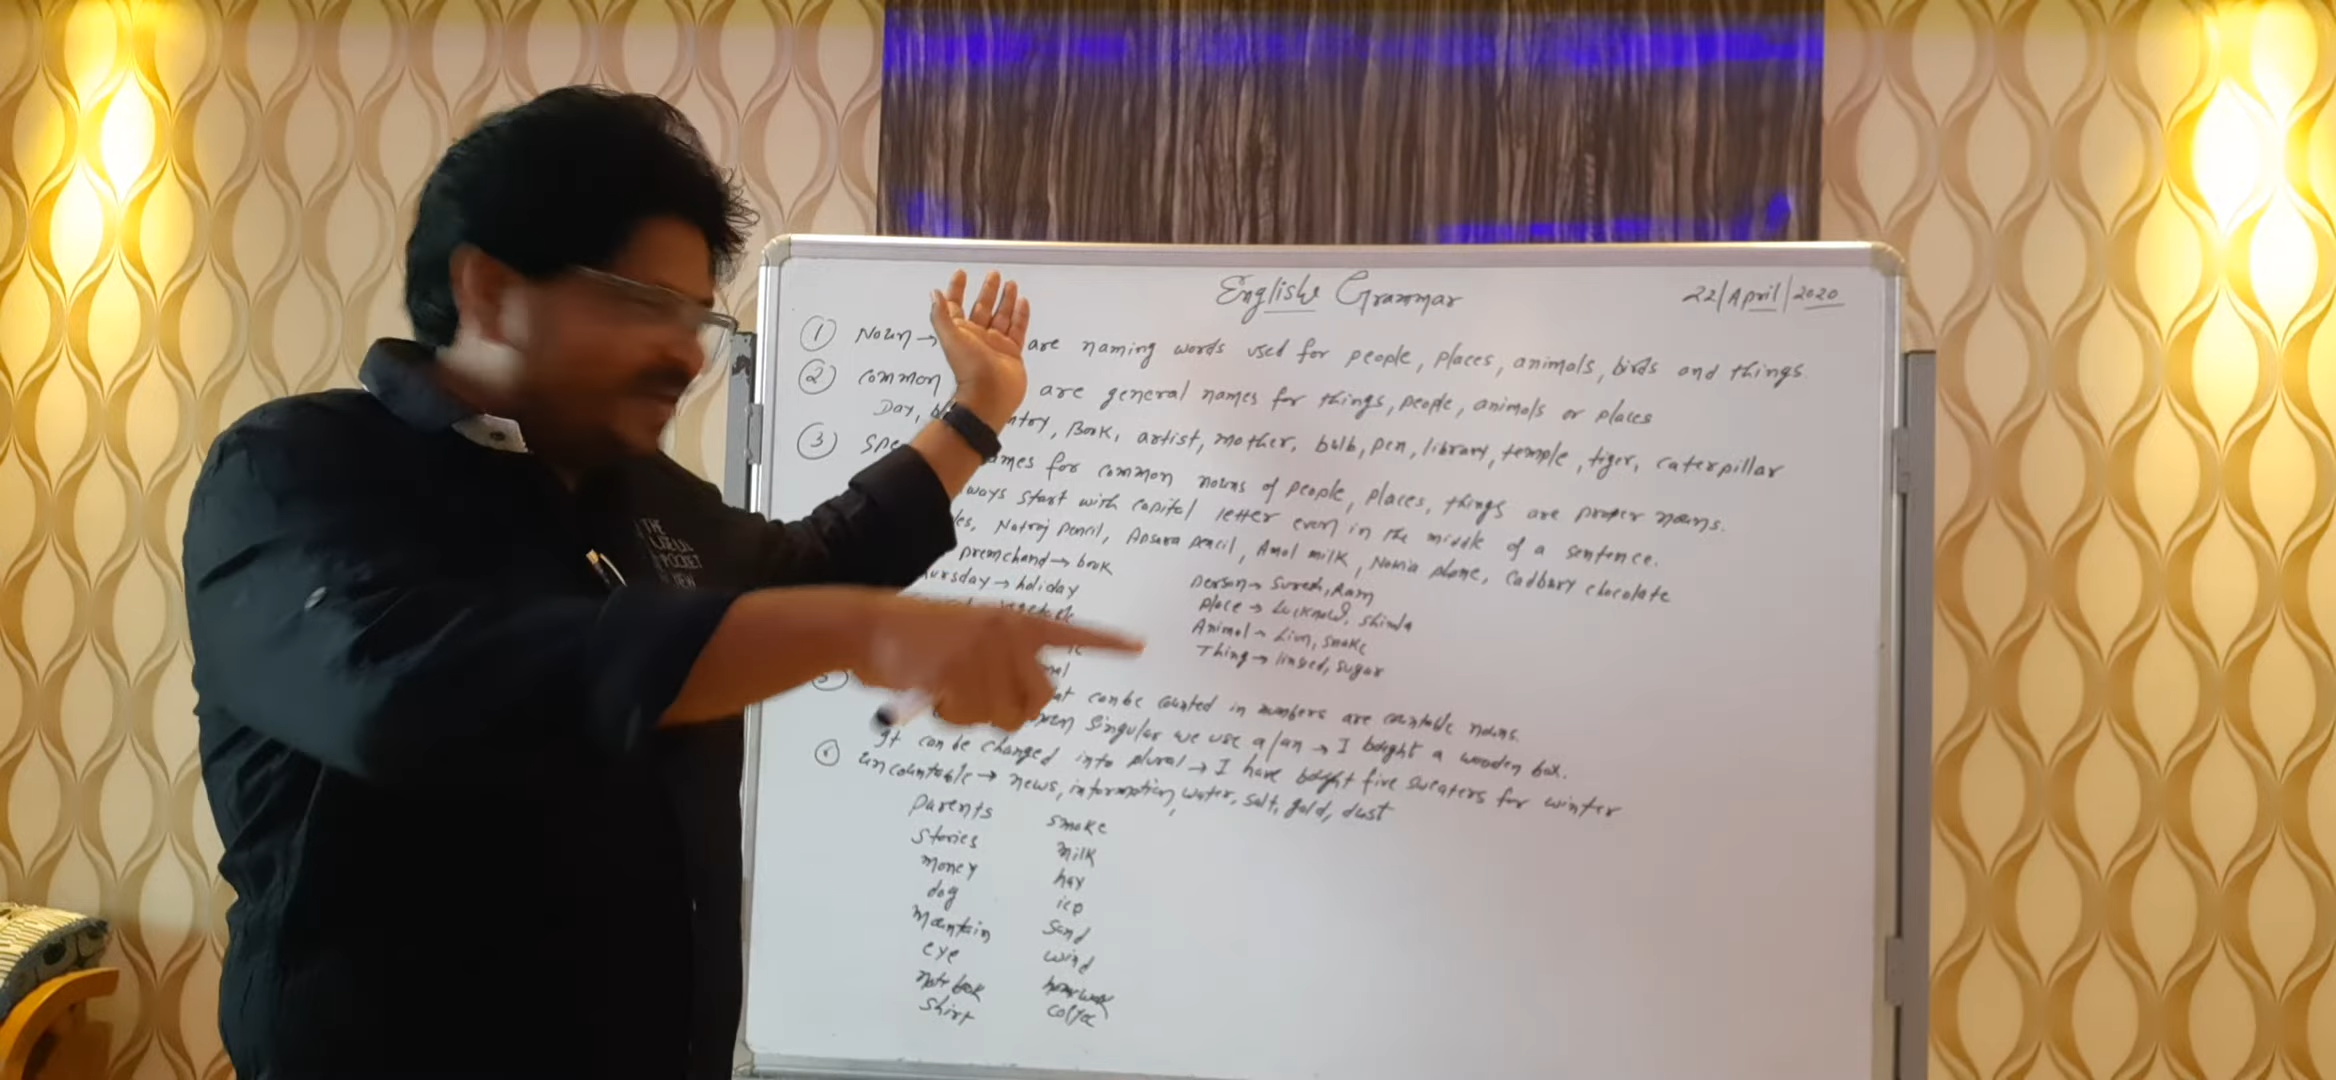 English Grammar
22/April/2020
① Noun → are naming words used for people, places, animals, birds and things
② Common are general names for things, people, animals or places
Day, Book, artist, mother, bulb, pen, library, temple, tiger, caterpillar
③ names for common nouns of people, places, things are proper nouns.
start with capital letter even in the middle of a sentence.
Natraj pencil, Apsara pencil, Amul milk, Nokia phone, Cadbury chocolate
premchand → book
→ holiday
Person → Suresh, Ram
Place → Lucknow, Shimla
Animal → Lion, snake
Thing → sugar
can be counted in numbers are countable nouns.
singular we use a/an → I bought a wooden box.
It can be changed into plural → I have bought five sweaters for winter
uncountable → news, information, water, salt, gold, dust
parents smoke
stories milk
money hay
dog
mountain sand
eye wind
note book homework
shirt coffee
THE
POCKET